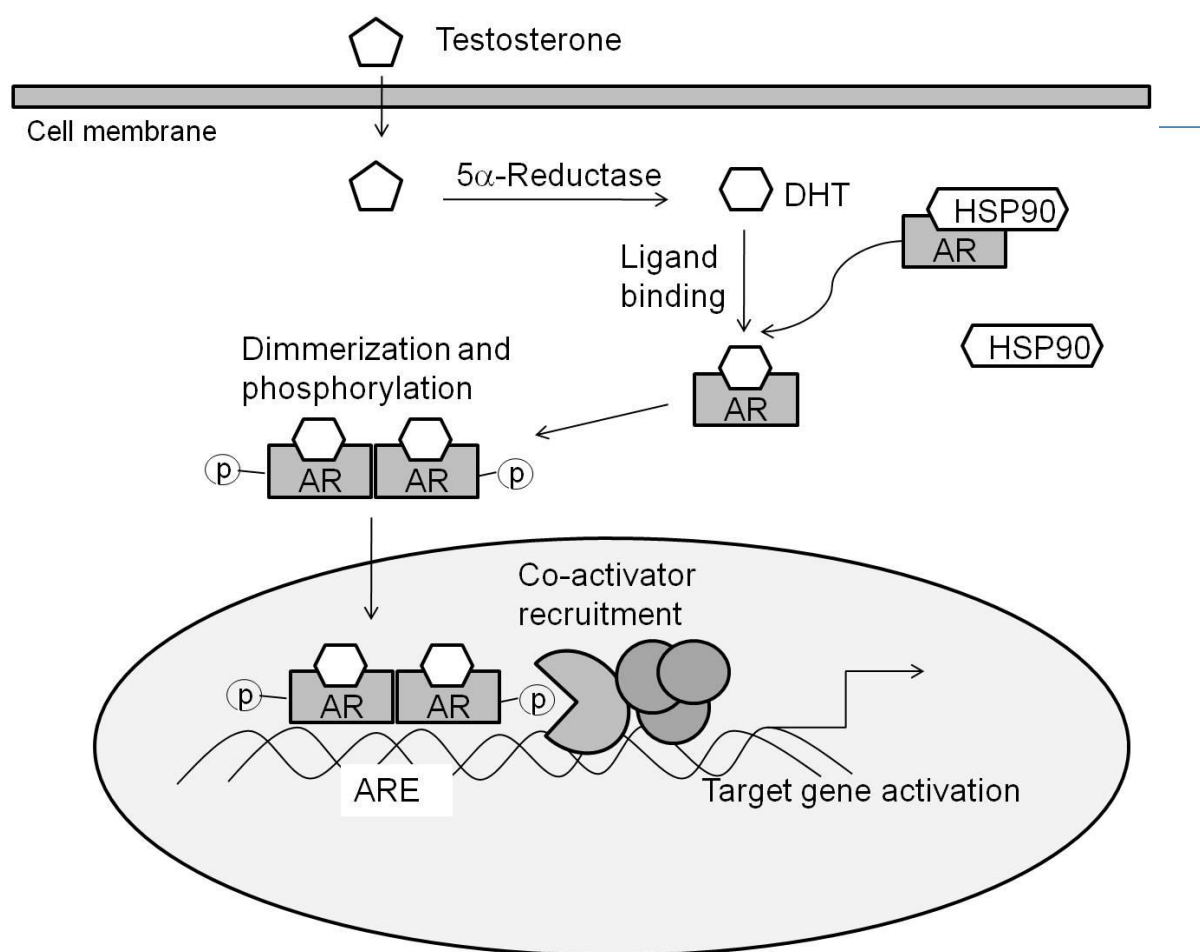 Testosterone
Cell membrane
5α-Reductase
DHT
HSP90
AR
Ligand
binding
HSP90
Dimmerization and
phosphorylation
AR
p
AR
AR
p
Co-activator
recruitment
p
AR
AR
p
ARE
Target gene activation